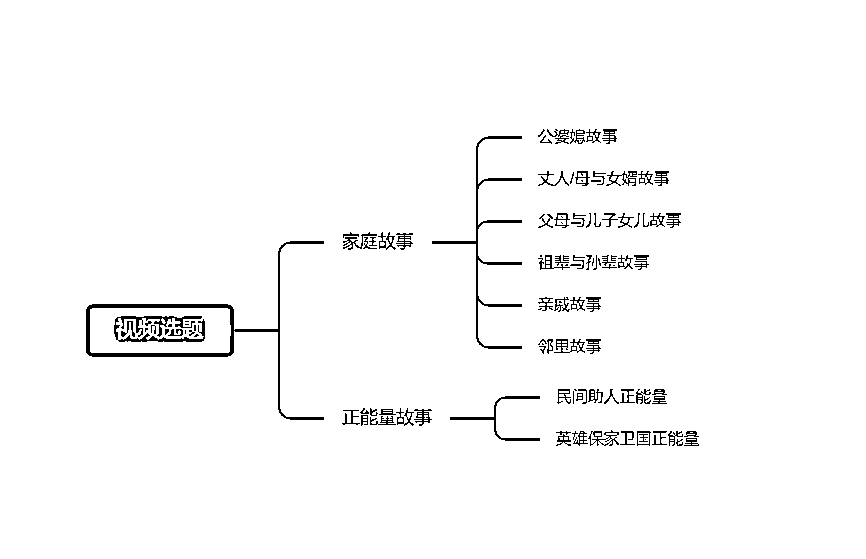 视频选题
家庭故事
公婆媳故事
丈人/母与女婿故事
父母与儿子女儿故事
祖辈与孙辈故事
亲戚故事
邻里故事
正能量故事
民间助人正能量
英雄保家卫国正能量